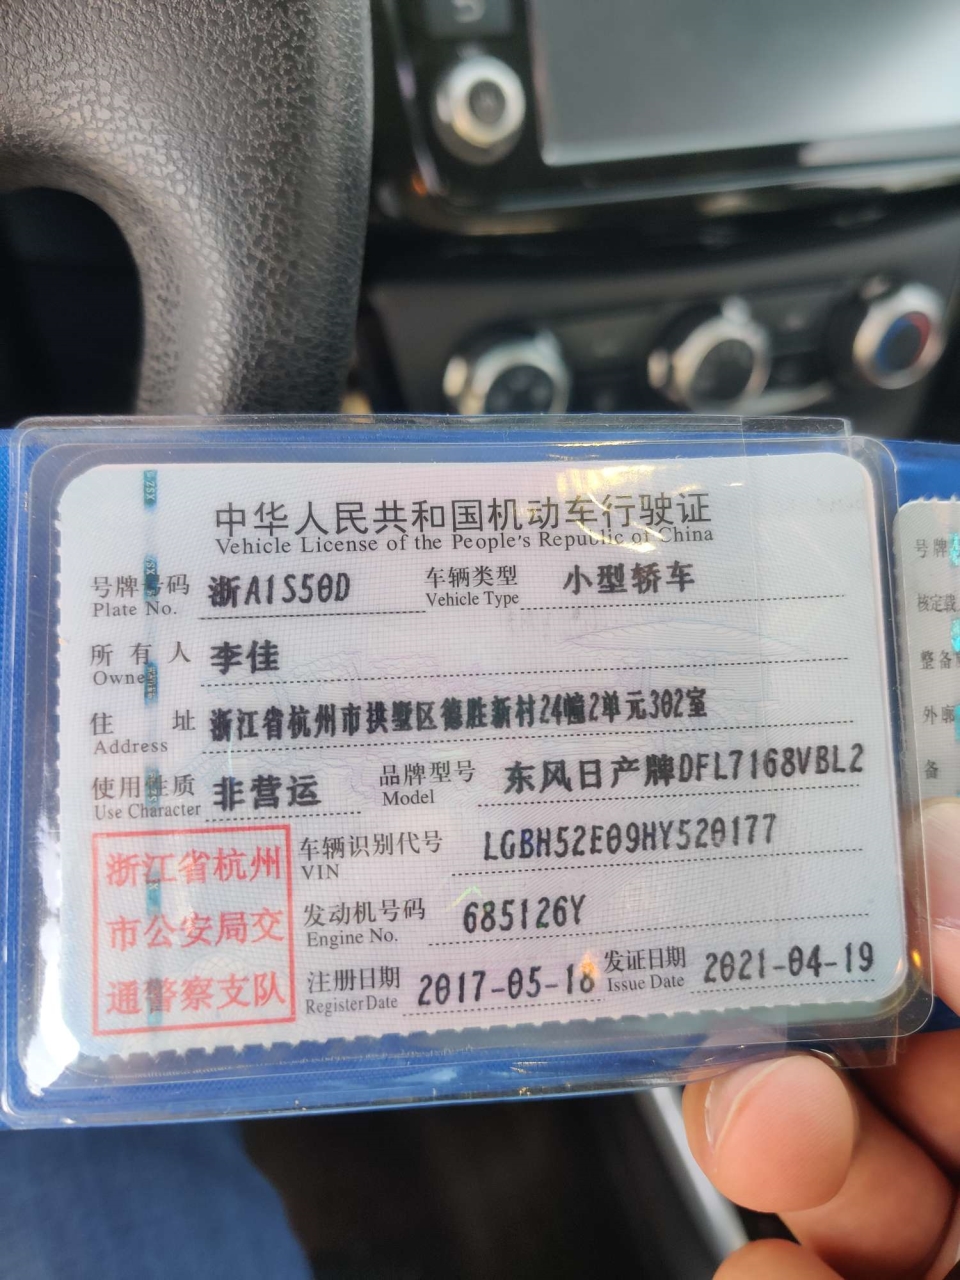 中华人民共和国机动车行驶证
Vehicle License of the People's Republic of China
号牌号码 浙A1S50D 车辆类型 小型轿车
Plate No. Vehicle Type
所有人 李佳
Owner
住址 浙江省杭州市拱墅区德胜新村24幢2单元302室
Address
使用性质 非营运 品牌型号 东风日产牌DFL7168VBL2
Use Character Model
浙江省杭州
市公安局交
通警察支队
车辆识别代号 LGBH52E09HY520177
VIN
发动机号码 685126Y
Engine No.
注册日期 2017-05-18 发证日期 2021-04-19
Register Date Issue Date
号牌
核定载
整备
外廓
备